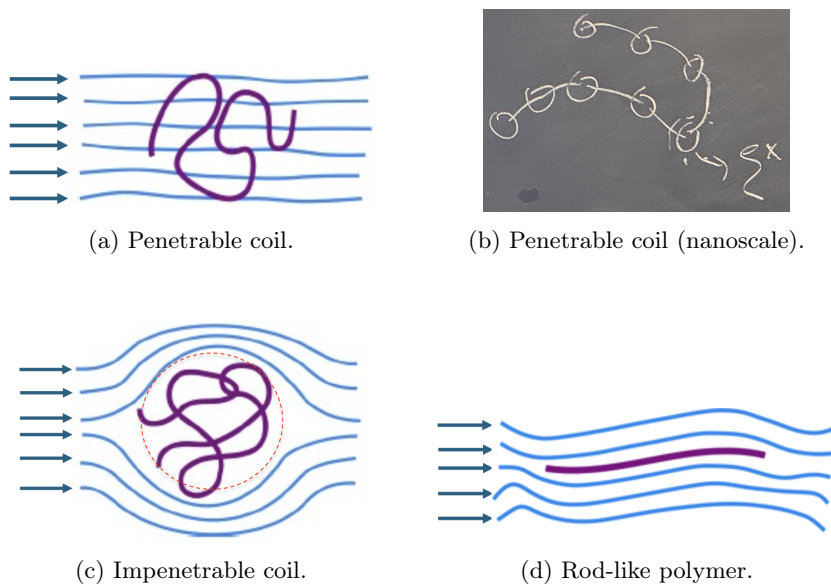 ξ*
(a) Penetrable coil.
(b) Penetrable coil (nanoscale).
(c) Impenetrable coil.
(d) Rod-like polymer.